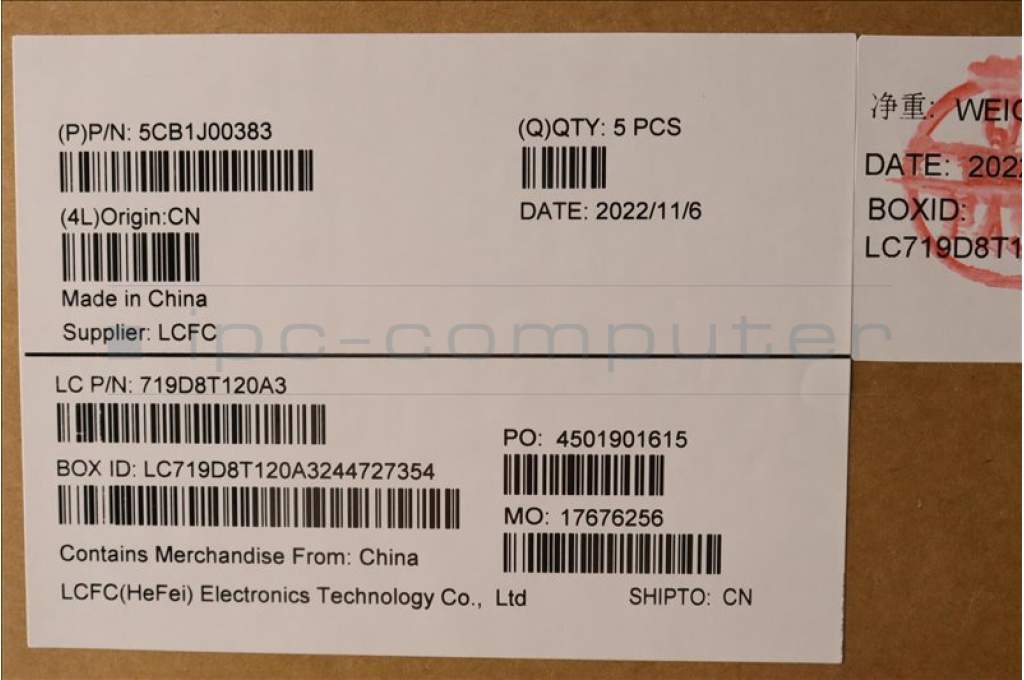 (P)P/N: 5CB1J00383
(Q)QTY: 5 PCS
(4L)Origin:CN
DATE: 2022/11/6
Made in China
Supplier: LCFC
ipc-computer
LC P/N: 719D8T120A3
PO: 4501901615
BOX ID: LC719D8T120A3244727354
MO: 17676256
Contains Merchandise From: China
LCFC(HeFei) Electronics Technology Co., Ltd
SHIPTO: CN
净重:
DATE: 2022
BOXID:
LC719D8T1